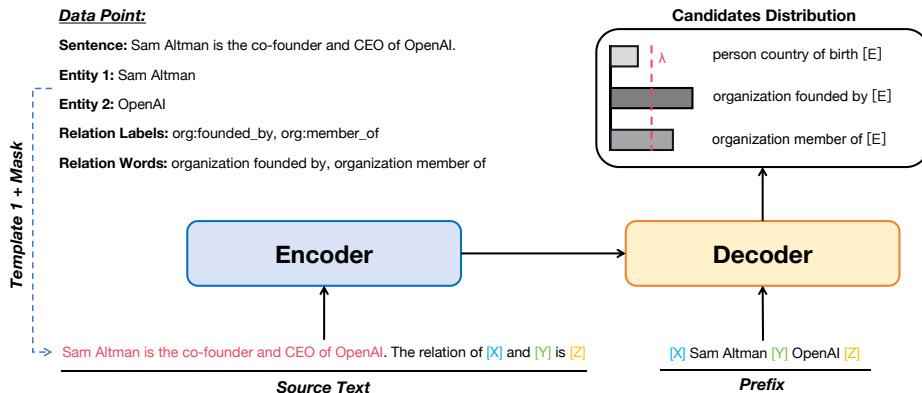 Data Point:
Sentence: Sam Altman is the co-founder and CEO of OpenAI.
Entity 1: Sam Altman
Entity 2: OpenAI
Relation Labels: org:founded_by, org:member_of
Relation Words: organization founded by, organization member of
Template 1 + Mask
Candidates Distribution
λ
person country of birth [E]
organization founded by [E]
organization member of [E]
Encoder
Decoder
Sam Altman is the co-founder and CEO of OpenAI. The relation of [X] and [Y] is [Z]
Source Text
[X] Sam Altman [Y] OpenAI [Z]
Prefix